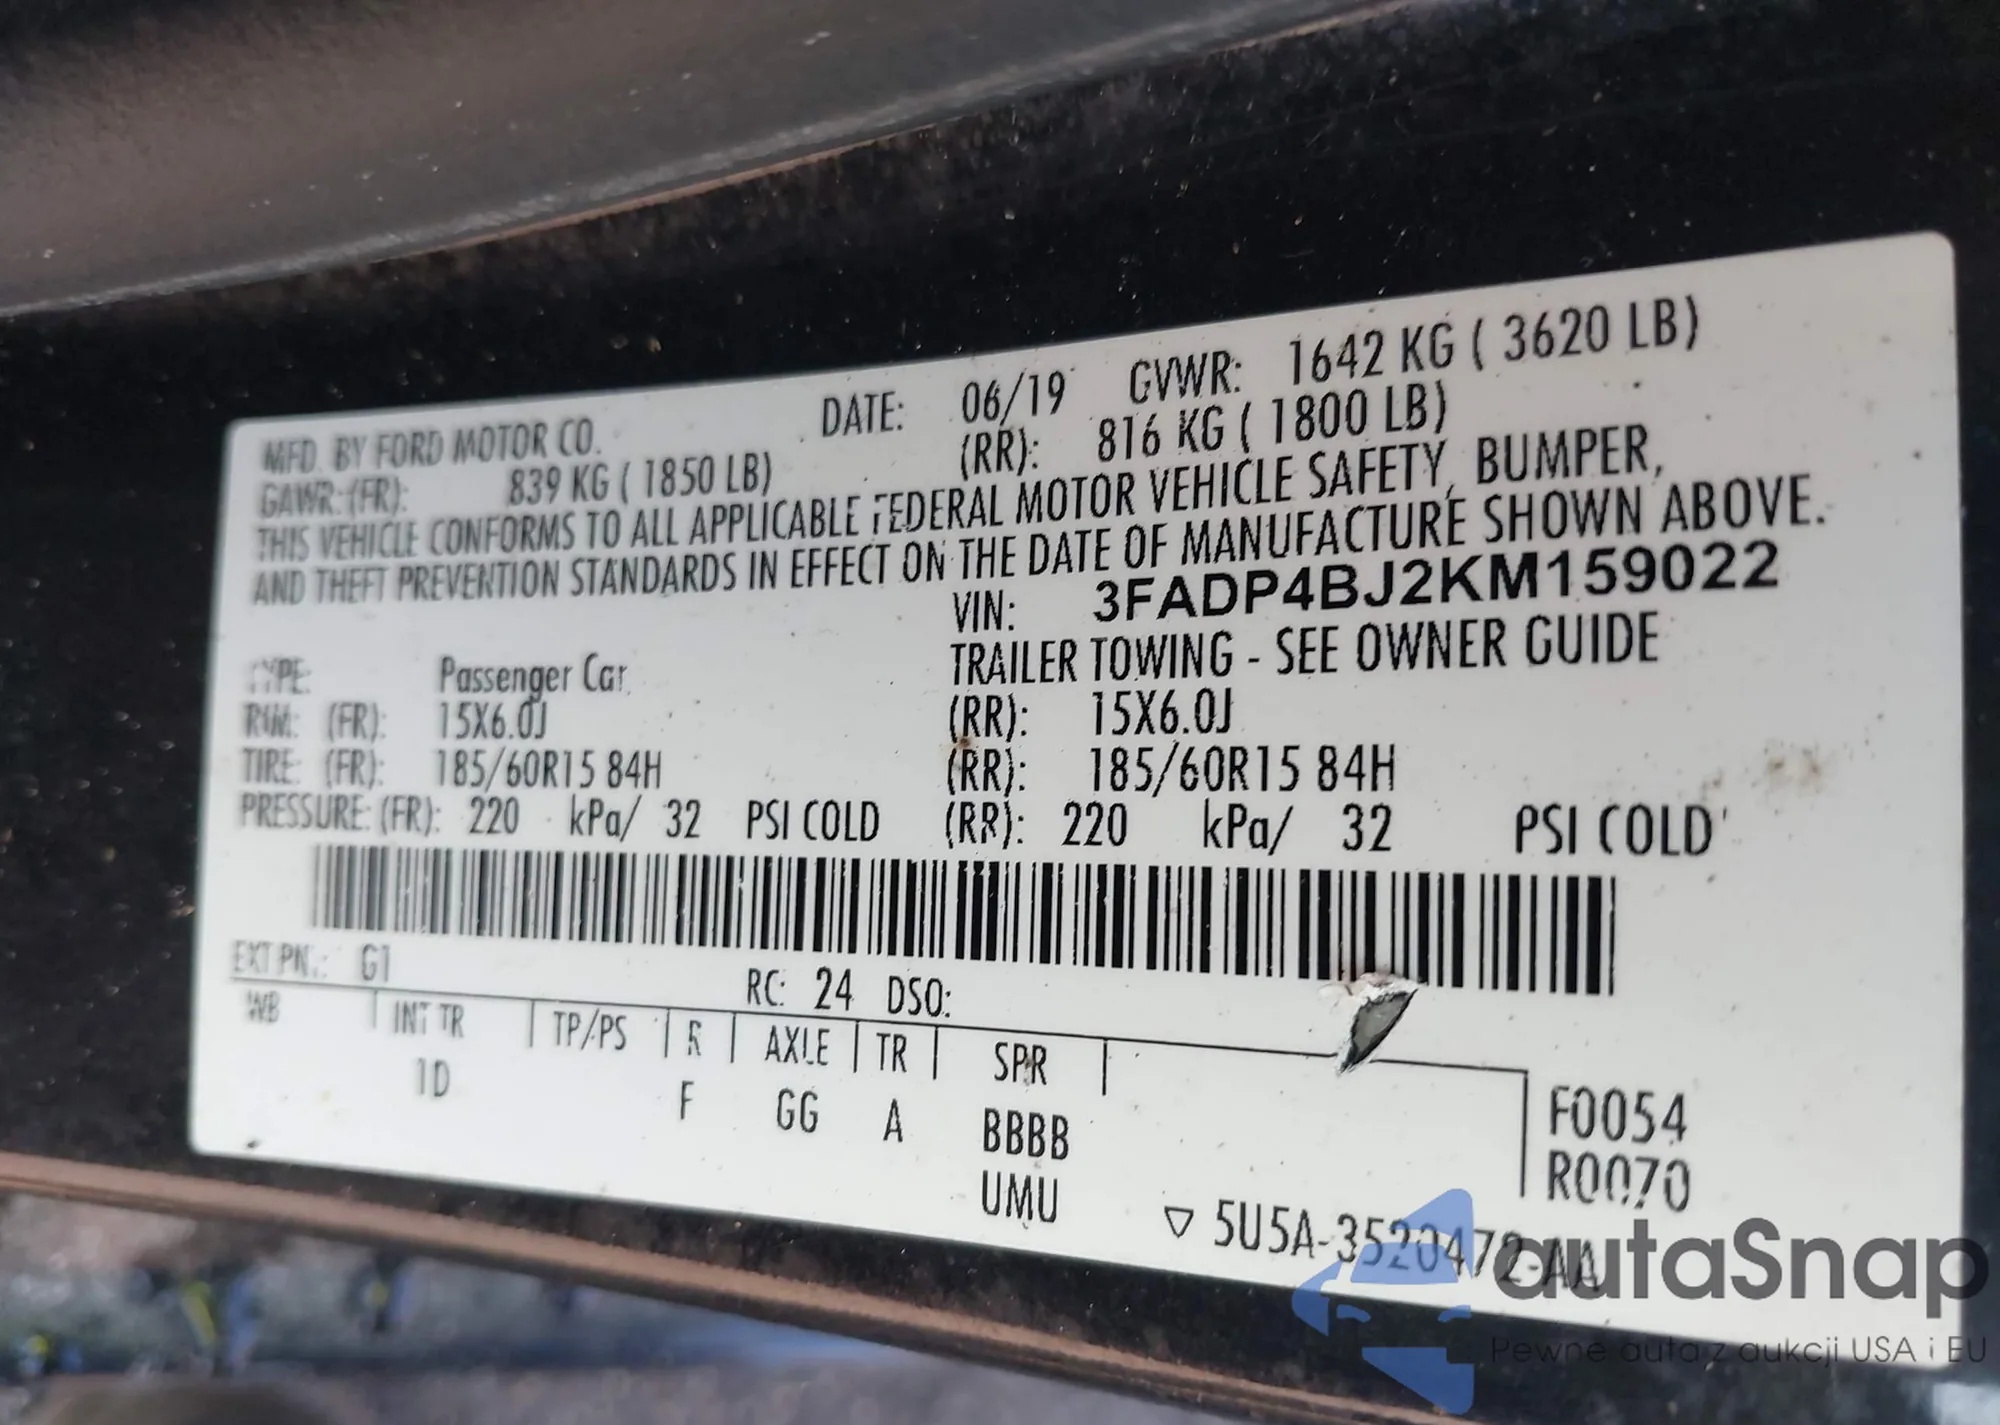 MFD. BY FORD MOTOR CO. DATE: 06/19 GVWR: 1642 KG ( 3620 LB)
GAWR:(FR): 839 KG ( 1850 LB) (RR): 816 KG ( 1800 LB)
THIS VEHICLE CONFORMS TO ALL APPLICABLE FEDERAL MOTOR VEHICLE SAFETY, BUMPER,
AND THEFT PREVENTION STANDARDS IN EFFECT ON THE DATE OF MANUFACTURE SHOWN ABOVE.
VIN: 3FADP4BJ2KM159022
TYPE: Passenger Car TRAILER TOWING - SEE OWNER GUIDE
RIM: (FR): 15X6.0J (RR): 15X6.0J
TIRE: (FR): 185/60R15 84H (RR): 185/60R15 84H
PRESSURE: (FR): 220 kPa/ 32 PSI COLD (RR): 220 kPa/ 32 PSI COLD
EXT PN.: G1 RC: 24 DSO:
WB INT TR TP/PS R AXLE TR SPR
1D F GG A BBBB F0054
UMU R0070
▽ 5U5A-3520472-AA
autaSnap
Pewne auta z aukcji USA i EU